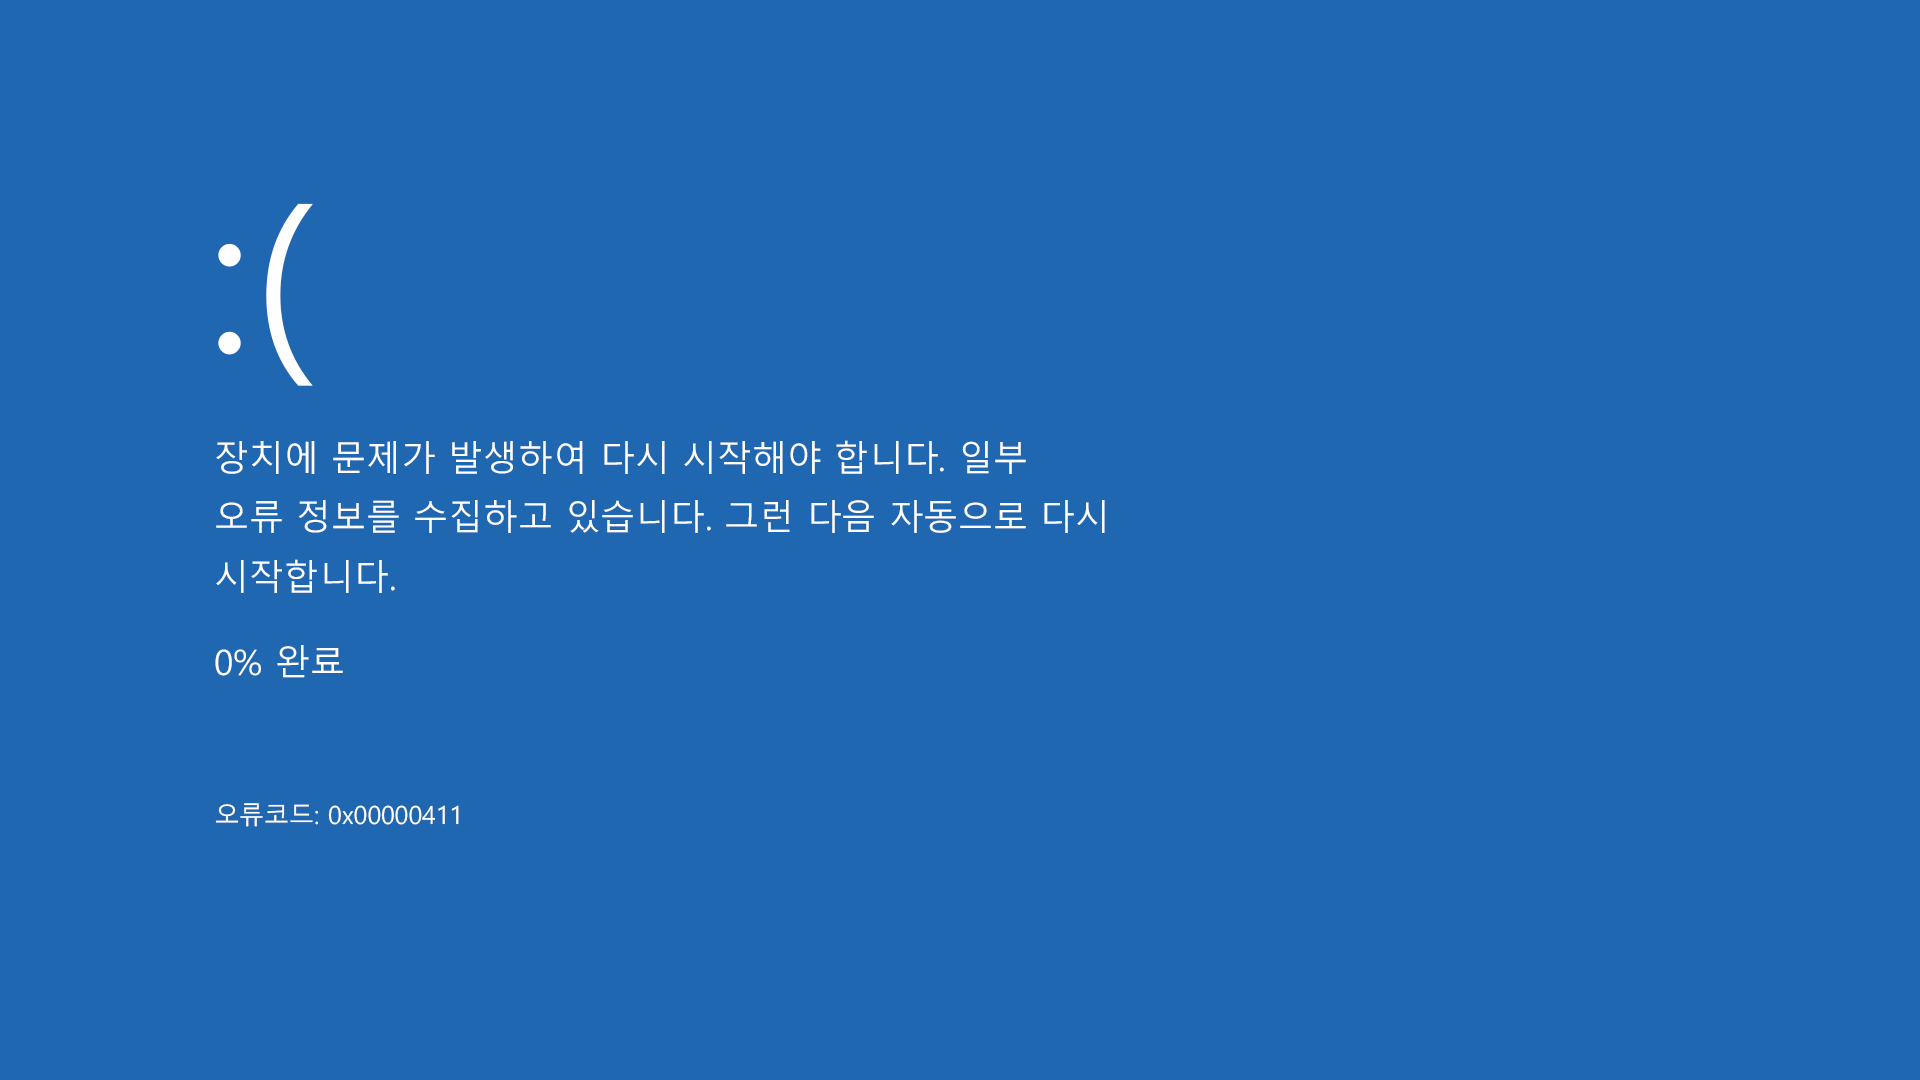 :(
장치에 문제가 발생하여 다시 시작해야 합니다. 일부
오류 정보를 수집하고 있습니다. 그런 다음 자동으로 다시
시작합니다.
0% 완료
오류코드: 0x00000411